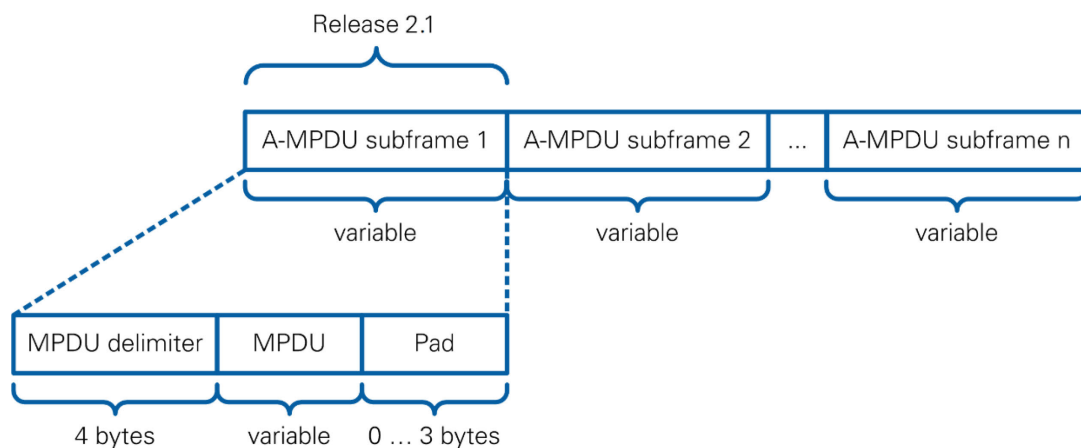 Release 2.1
A-MPDU subframe 1 A-MPDU subframe 2 ... A-MPDU subframe n
variable variable variable
MPDU delimiter MPDU Pad
4 bytes variable 0 ... 3 bytes